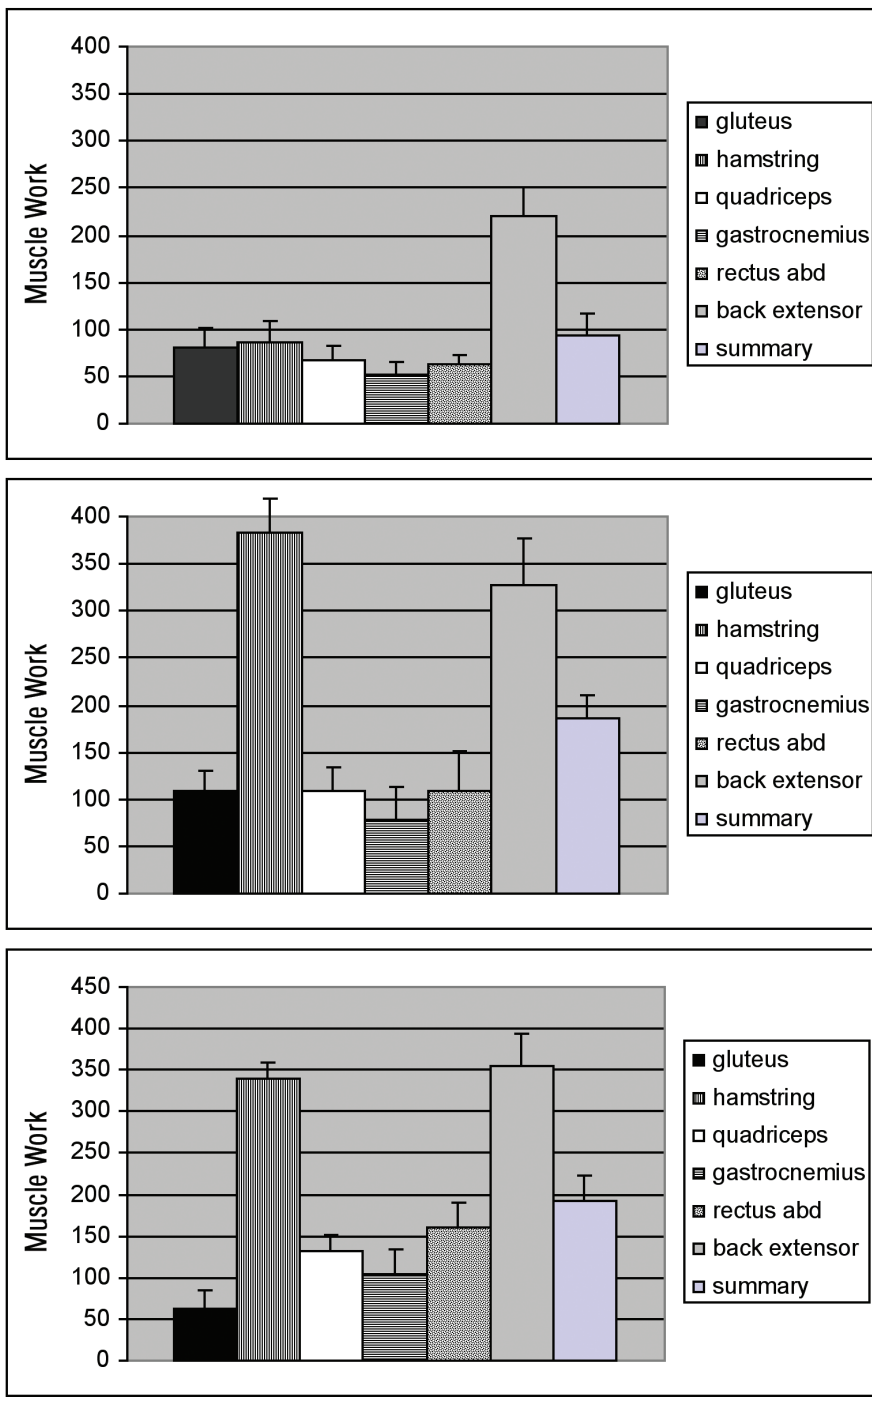 400
350
300
250
200
150
100
50
0
Muscle Work
gluteus
hamstring
quadriceps
gastrocnemius
rectus abd
back extensor
summary
400
350
300
250
200
150
100
50
0
Muscle Work
gluteus
hamstring
quadriceps
gastrocnemius
rectus abd
back extensor
summary
450
400
350
300
250
200
150
100
50
0
Muscle Work
gluteus
hamstring
quadriceps
gastrocnemius
rectus abd
back extensor
summary